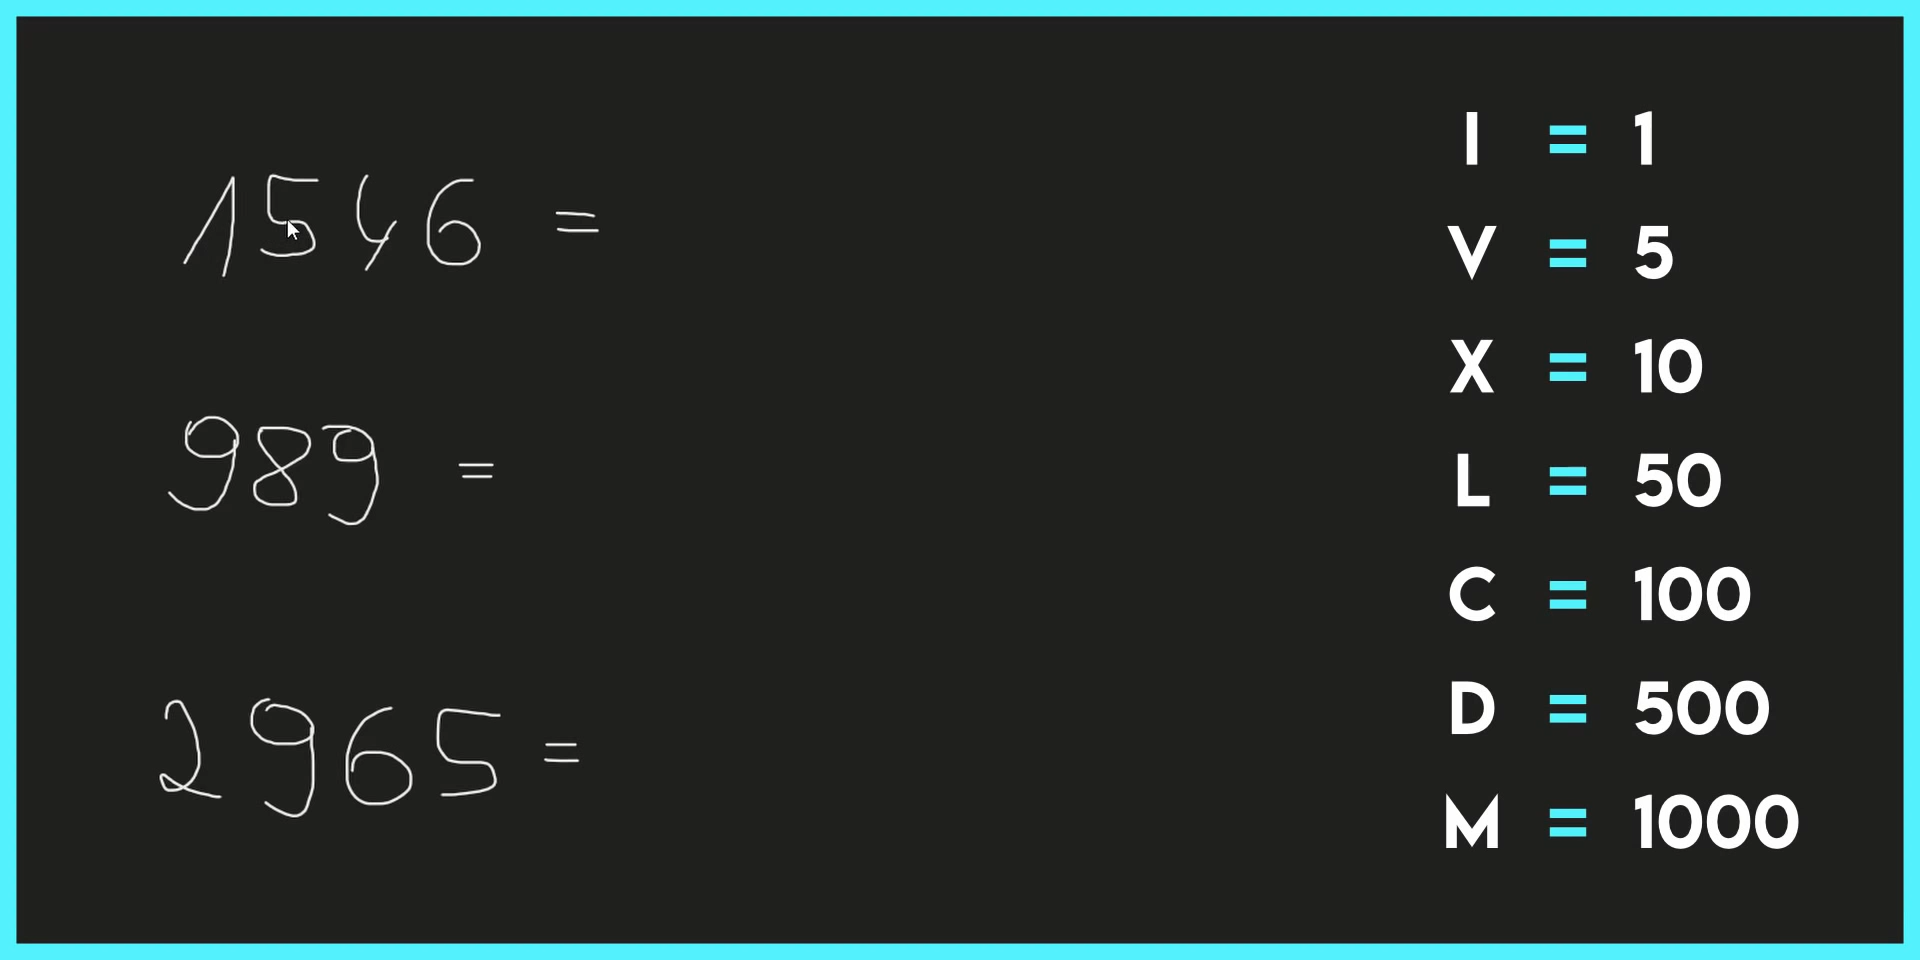 1546 =
989 =
2965 =
I = 1
V = 5
X = 10
L = 50
C = 100
D = 500
M = 1000